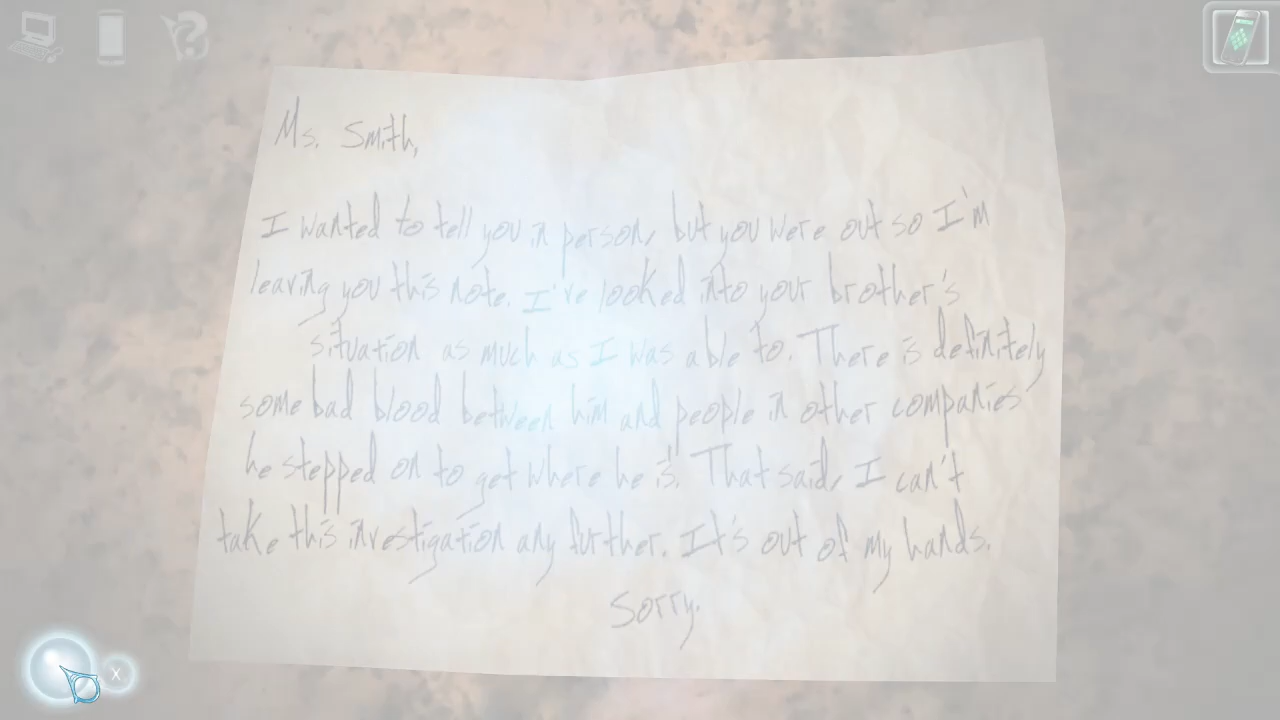 Ms. Smith,
I wanted to tell you in person, but you were out so I'm
leaving you this note. I've looked into your brother's
situation as much as I was able to. There is definitely
some bad blood between him and people in other companies
he stepped on to get where he is. That said, I can't
take this investigation any further. It's out of my hands.
Sorry.
X